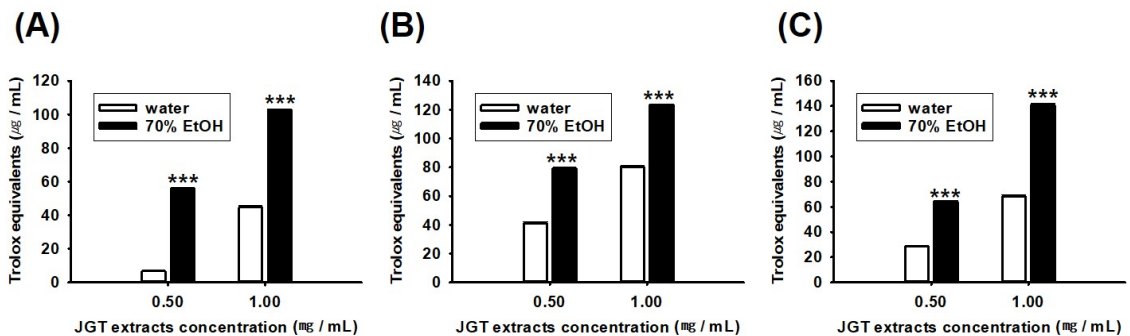 (A)
Trolox equivalents (㎍ / mL)
120
100
80
60
40
20
0
water
70% EtOH
***
***
0.50
1.00
JGT extracts concentration (㎎ / mL)
(B)
Trolox equivalents (㎍ / mL)
140
120
100
80
60
40
20
0
water
70% EtOH
***
***
0.50
1.00
JGT extracts concentration (㎎ / mL)
(C)
Trolox equivalents (㎍ / mL)
160
140
120
100
80
60
40
20
0
water
70% EtOH
***
***
0.50
1.00
JGT extracts concentration (㎎ / mL)